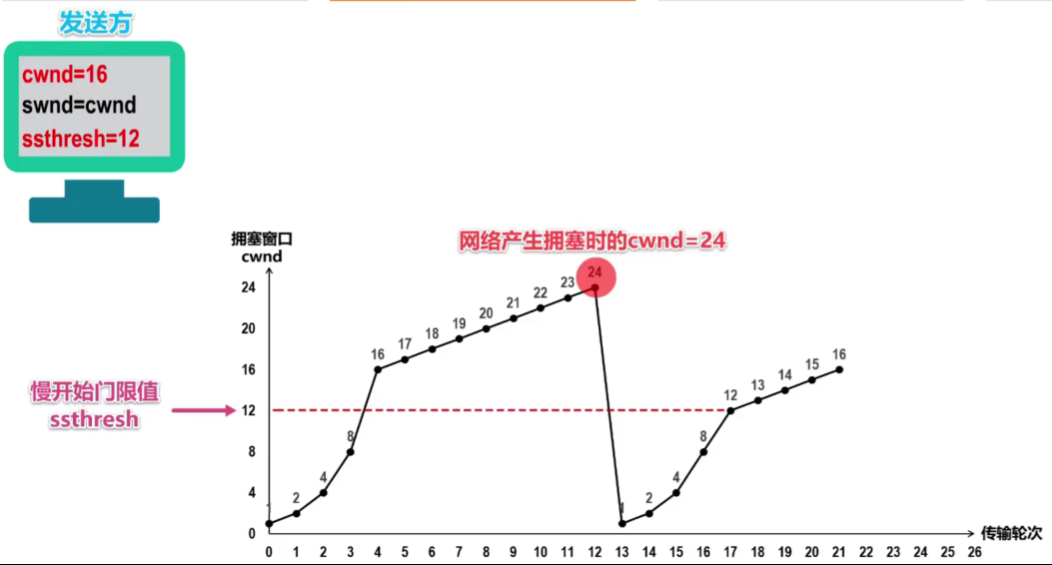 发送方
cwnd=16
swnd=cwnd
ssthresh=12
拥塞窗口
cwnd
网络产生拥塞时的cwnd=24
24
20
16
12
8
4
0
慢开始门限值
ssthresh
1 2 4 8 16 17 18 19 20 21 22 23 24 1 2 4 8 12 13 14 15 16
0 1 2 3 4 5 6 7 8 9 10 11 12 13 14 15 16 17 18 19 20 21 22 23 24 25 26
传输轮次